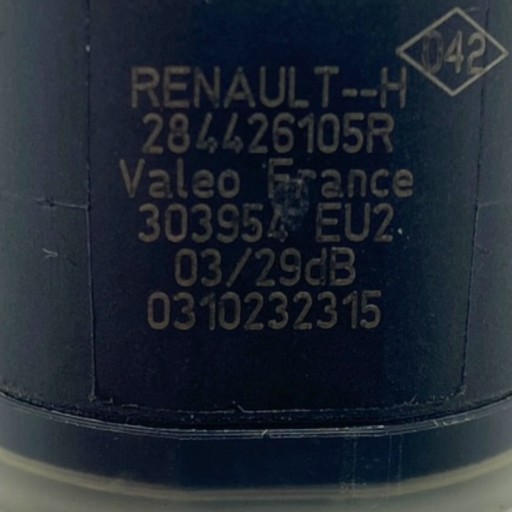 042
RENAULT--H
284426105R
Valeo France
303954 EU2
03/29dB
0310232315